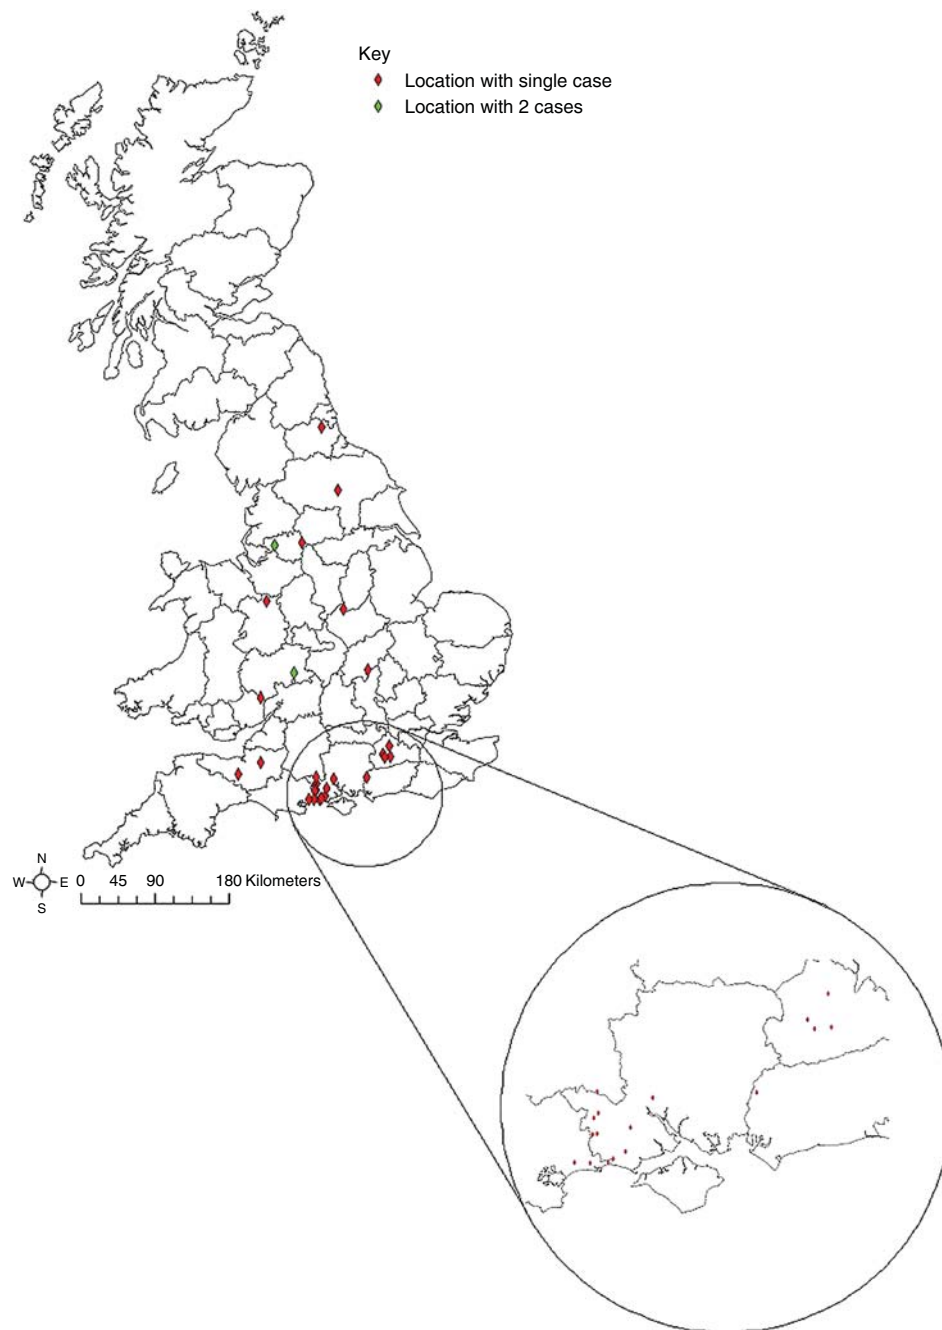 Key
Location with single case
Location with 2 cases
N
W E 0 45 90 180 Kilometers
S